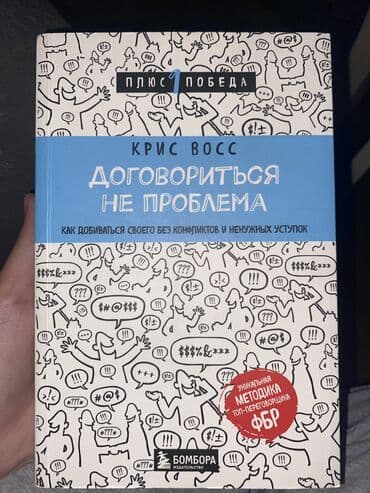 ПЛЮС 1 ПОБЕДА
КРИС ВОСС
ДОГОВОРИТЬСЯ
НЕ ПРОБЛЕМА
КАК ДОБИВАТЬСЯ СВОЕГО БЕЗ КОНФЛИКТОВ И НЕНУЖНЫХ УСТУПОК
УНИКАЛЬНАЯ
МЕТОДИКА
ТОП-ПЕРЕГОВОРЩИКА
ФБР
БОМБОРА
ИЗДАТЕЛЬСТВО